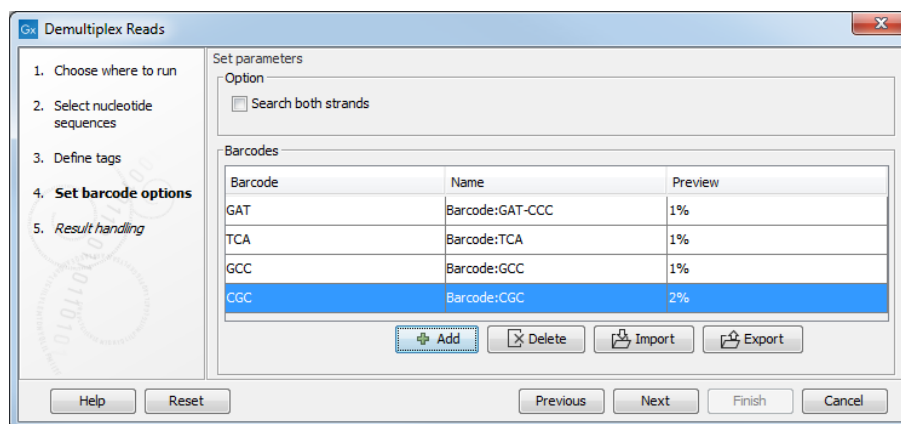 Gx Demultiplex Reads
1. Choose where to run
2. Select nucleotide
sequences
3. Define tags
4. Set barcode options
5. Result handling
Set parameters
Option
Search both strands
Barcodes
Barcode Name Preview
GAT Barcode:GAT-CCC 1%
TCA Barcode:TCA 1%
GCC Barcode:GCC 1%
CGC Barcode:CGC 2%
Add Delete Import Export
Help Reset Previous Next Finish Cancel